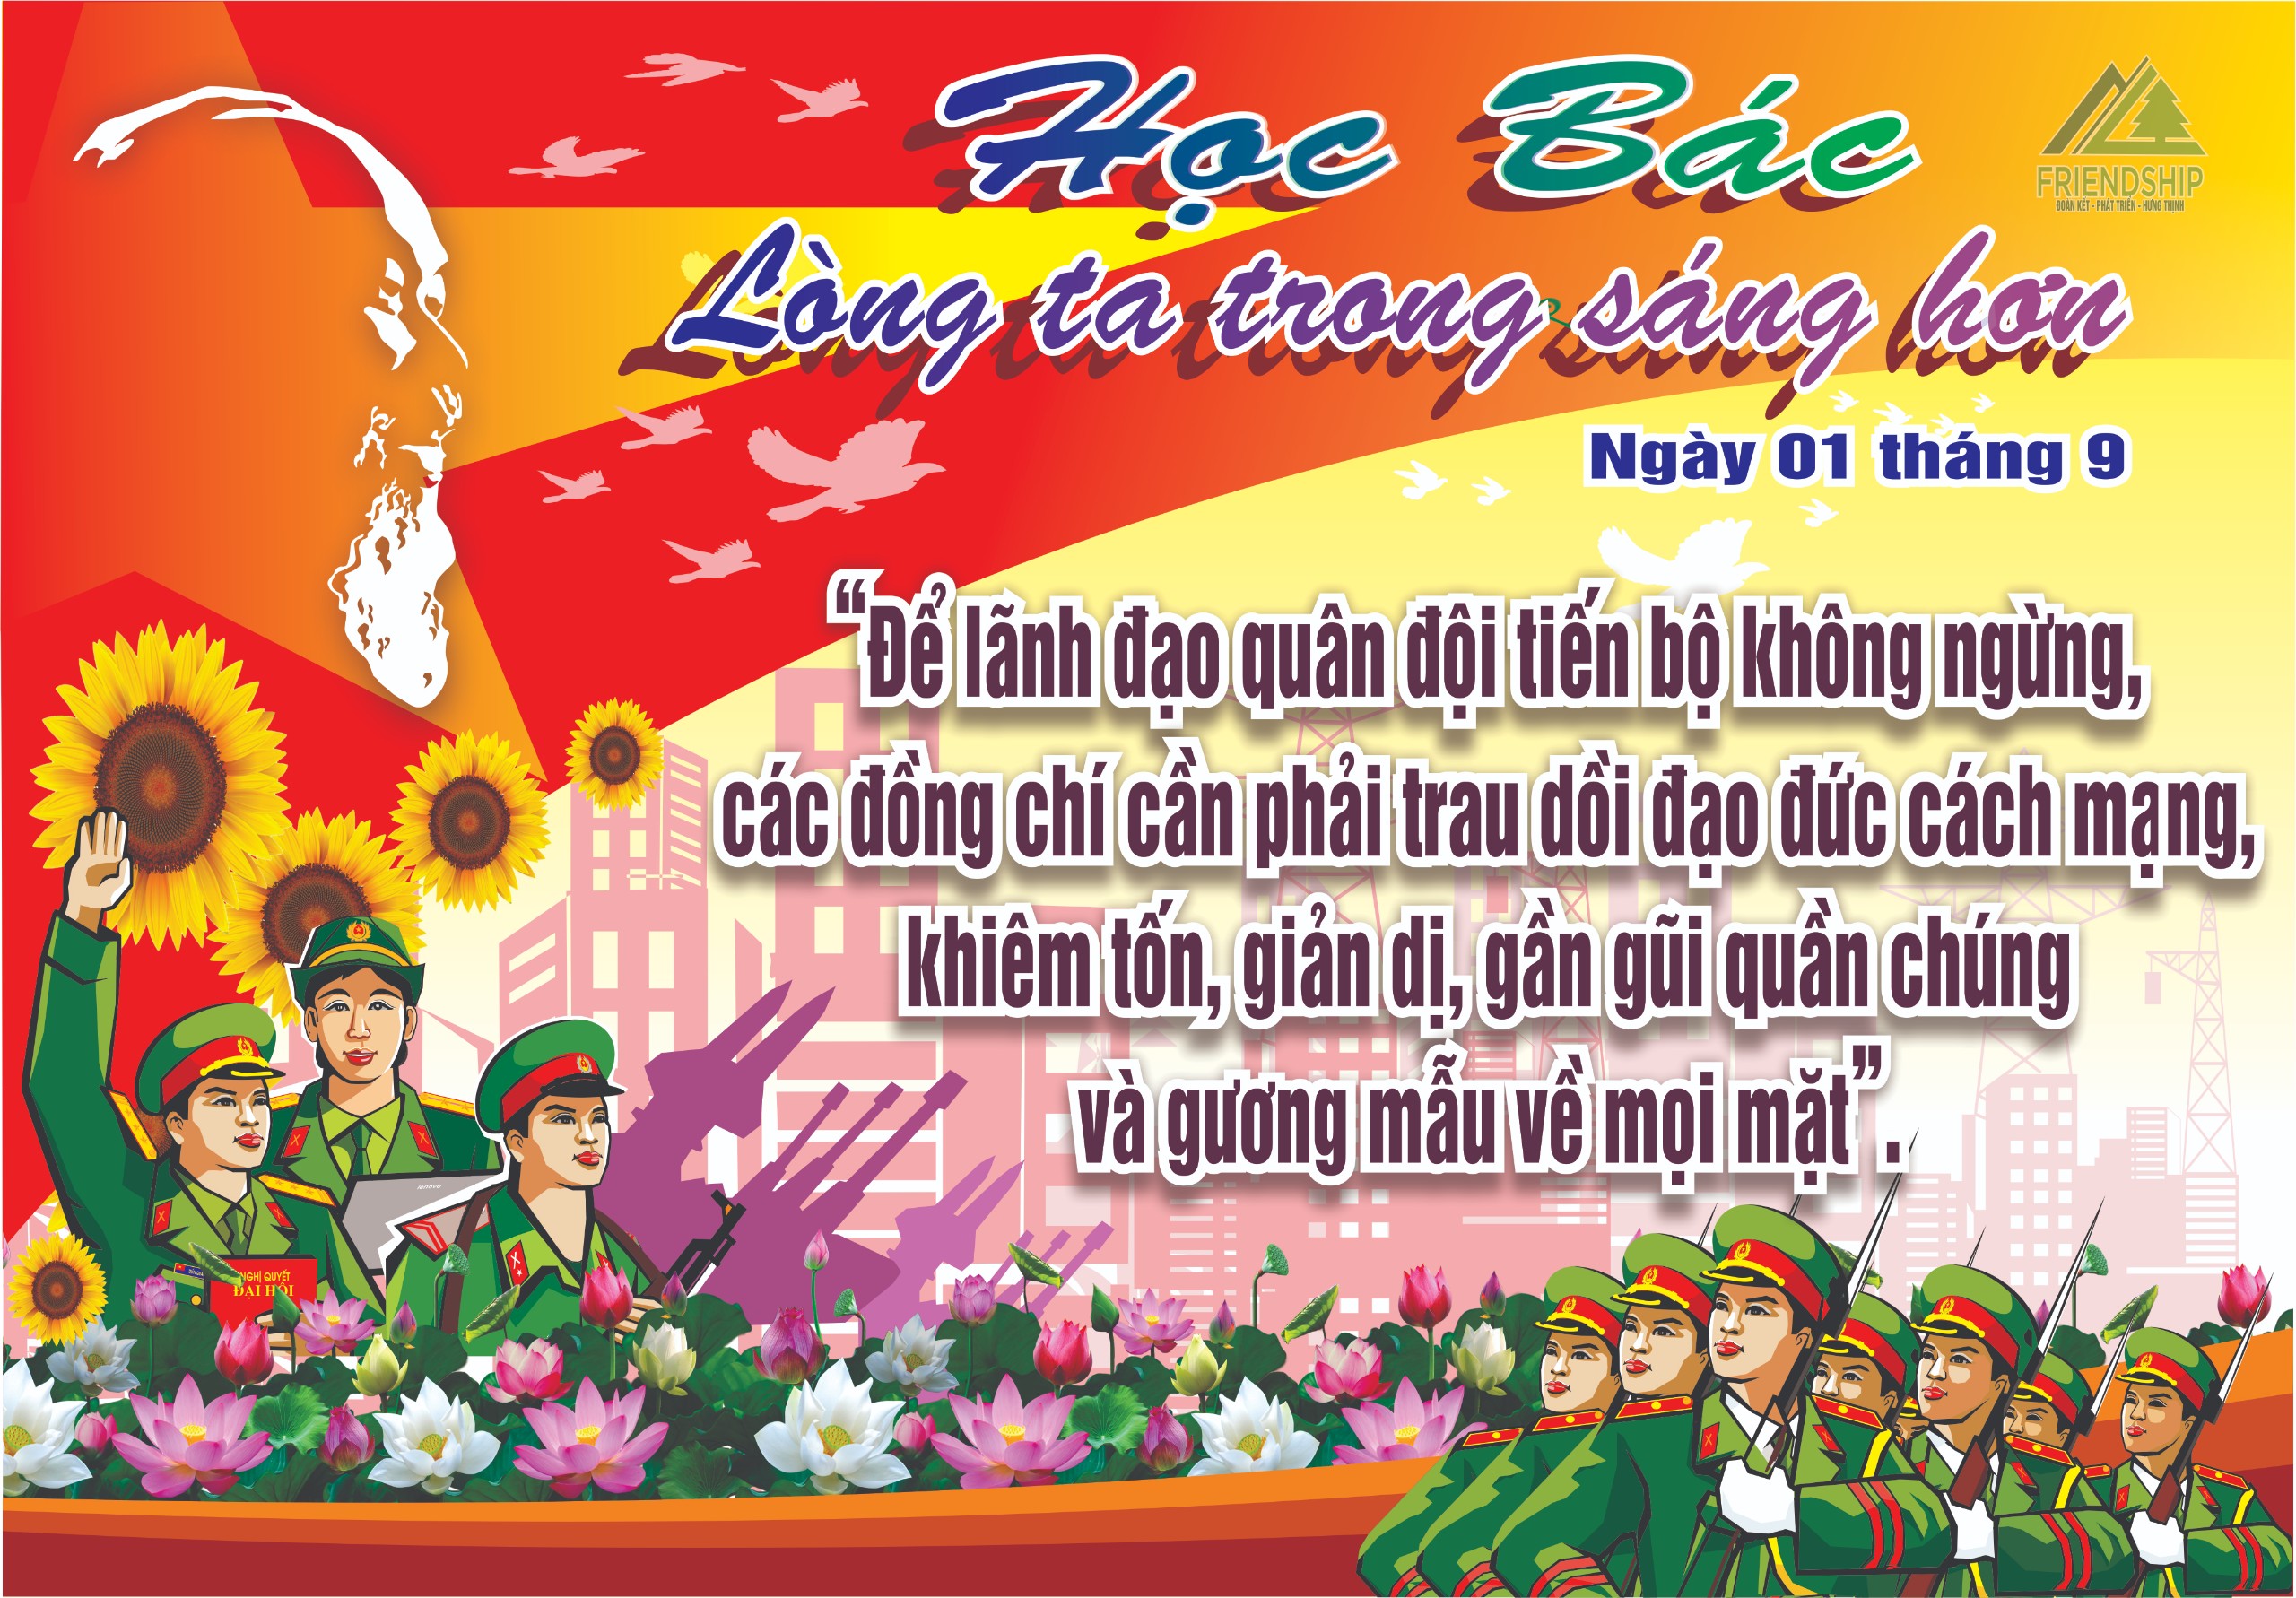 Học Bác
Lòng ta trong sáng hơn
FRIENDSHIP
ĐOÀN KẾT - PHÁT TRIỂN - HƯNG THỊNH
Ngày 01 tháng 9
“Để lãnh đạo quân đội tiến bộ không ngừng,
các đồng chí cần phải trau dồi đạo đức cách mạng,
khiêm tốn, giản dị, gần gũi quần chúng
và gương mẫu về mọi mặt”.
lenovo
NGHỊ QUYẾT
ĐẠI HỘI